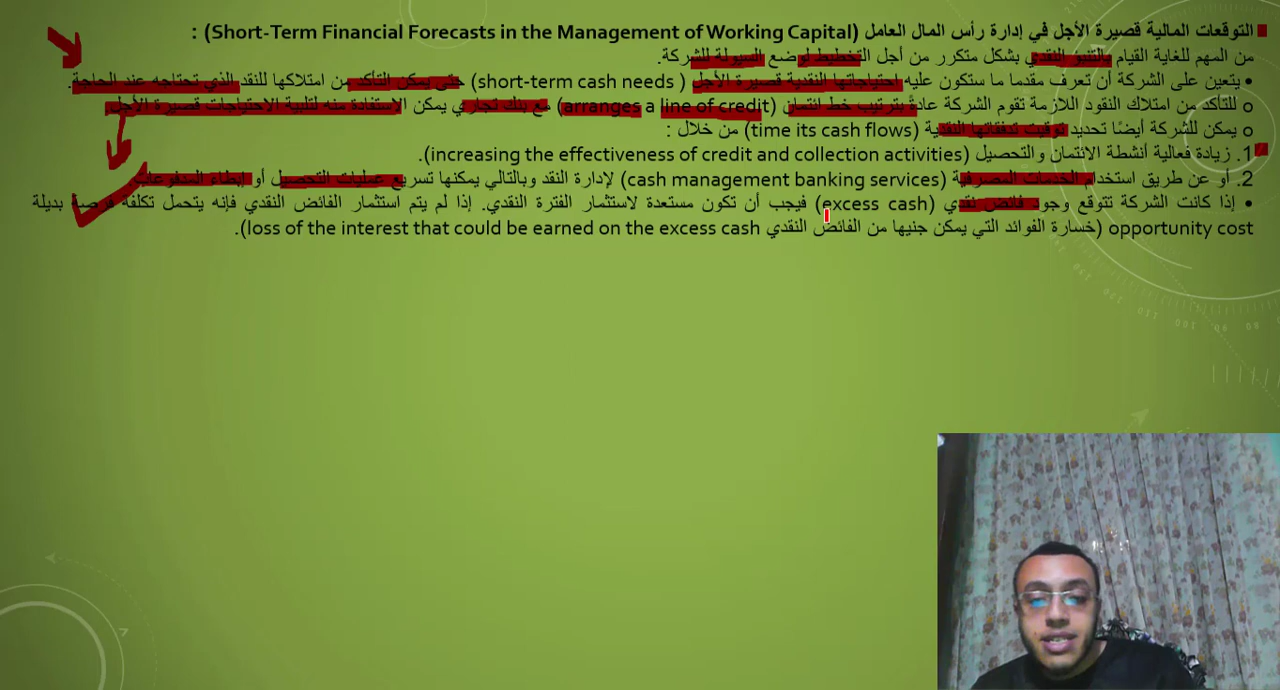 التوقعات المالية قصيرة الأجل في إدارة رأس المال العامل (Short-Term Financial Forecasts in the Management of Working Capital) :
من المهم للغاية القيام بالتنبؤ النقدي بشكل متكرر من أجل التخطيط لوضع السيولة للشركة.
• يتعين على الشركة أن تعرف مقدما ما ستكون عليه احتياجاتها النقدية قصيرة الأجل ( short-term cash needs) حتى يمكن التأكد من امتلاكها للنقد الذي تحتاجه عند الحاجة.
o للتأكد من امتلاك النقود اللازمة تقوم الشركة عادةً بترتيب خط ائتمان (arranges a line of credit) مع بنك تجاري يمكن الاستفادة منه لتلبية الاحتياجات قصيرة الأجل.
o يمكن للشركة أيضًا تحديد توقيت تدفقاتها النقدية (time its cash flows) من خلال :
1. زيادة فعالية أنشطة الائتمان والتحصيل (increasing the effectiveness of credit and collection activities).
2. أو عن طريق استخدام الخدمات المصرفية (cash management banking services) لإدارة النقد وبالتالي يمكنها تسريع عمليات التحصيل أو إبطاء المدفوعات.
• إذا كانت الشركة تتوقع وجود فائض نقدي (excess cash) فيجب أن تكون مستعدة لاستثمار الفترة النقدي. إذا لم يتم استثمار الفائض النقدي فإنه يتحمل تكلفة فرصة بديلة
opportunity cost (خسارة الفوائد التي يمكن جنيها من الفائض النقدي loss of the interest that could be earned on the excess cash).